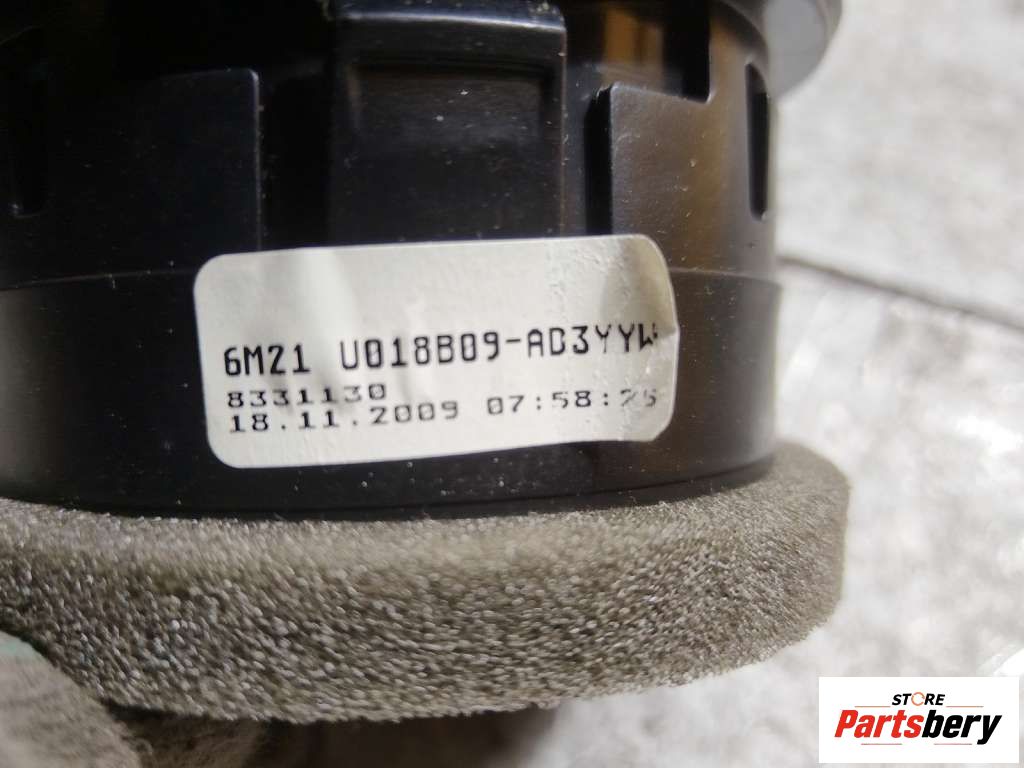 6M21 U018B09-AD3YYW
8331130
18.11.2009 07:58:25
STORE
Partsbery